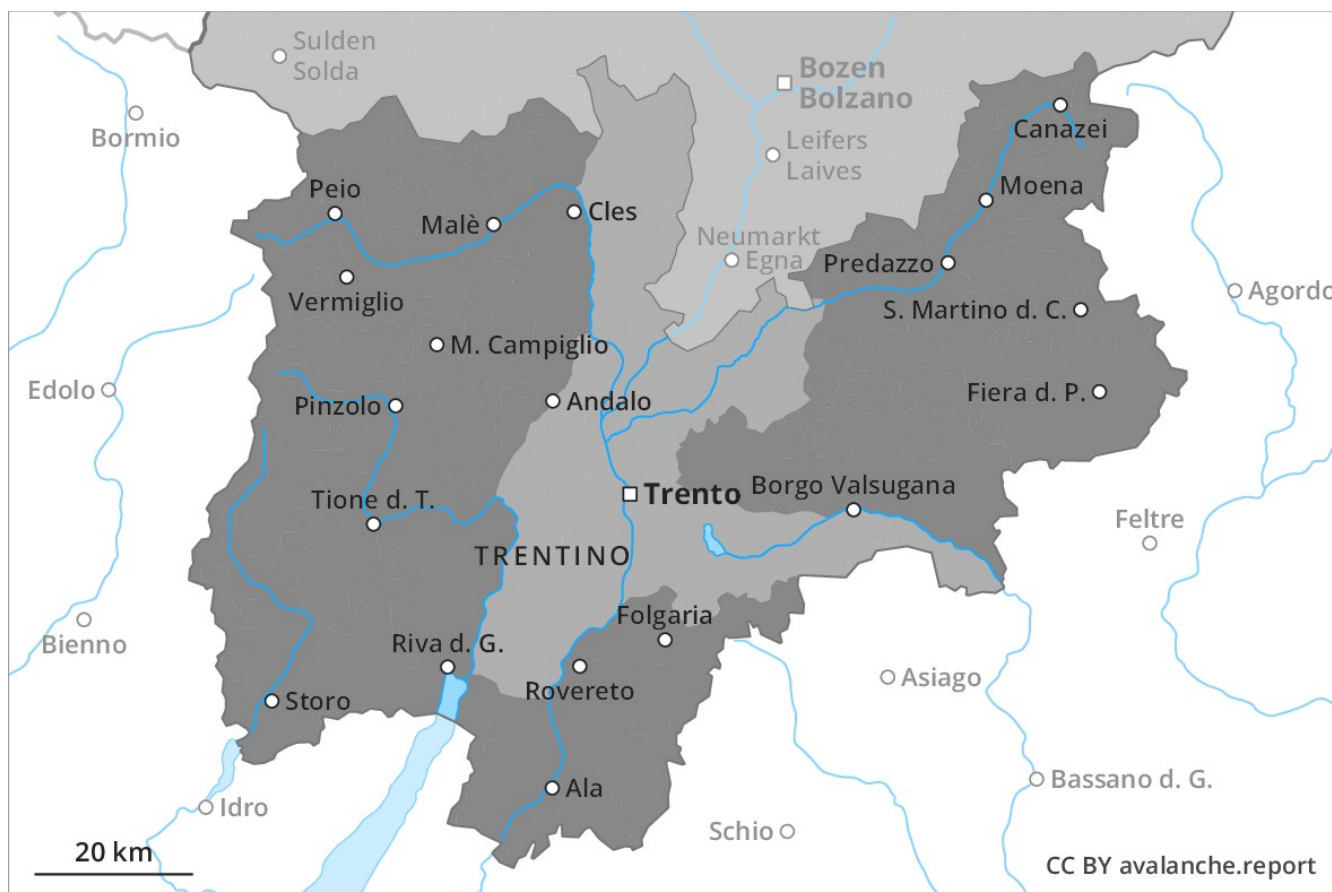 Sulden
Solda
Bozen
Bolzano
Bormio
Canazei
Leifers
Laives
Peio
Moena
Malè
Cles
Neumarkt
Egna
Predazzo
Vermiglio
Agordo
S. Martino d. C.
M. Campiglio
Edolo
Pinzolo
Andalo
Fiera d. P.
Trento
Borgo Valsugana
Tione d. T.
Feltre
TRENTINO
Folgaria
Bienno
Riva d. G.
Asiago
Rovereto
Storo
Bassano d. G.
Ala
Idro
Schio
20 km
CC BY avalanche.report